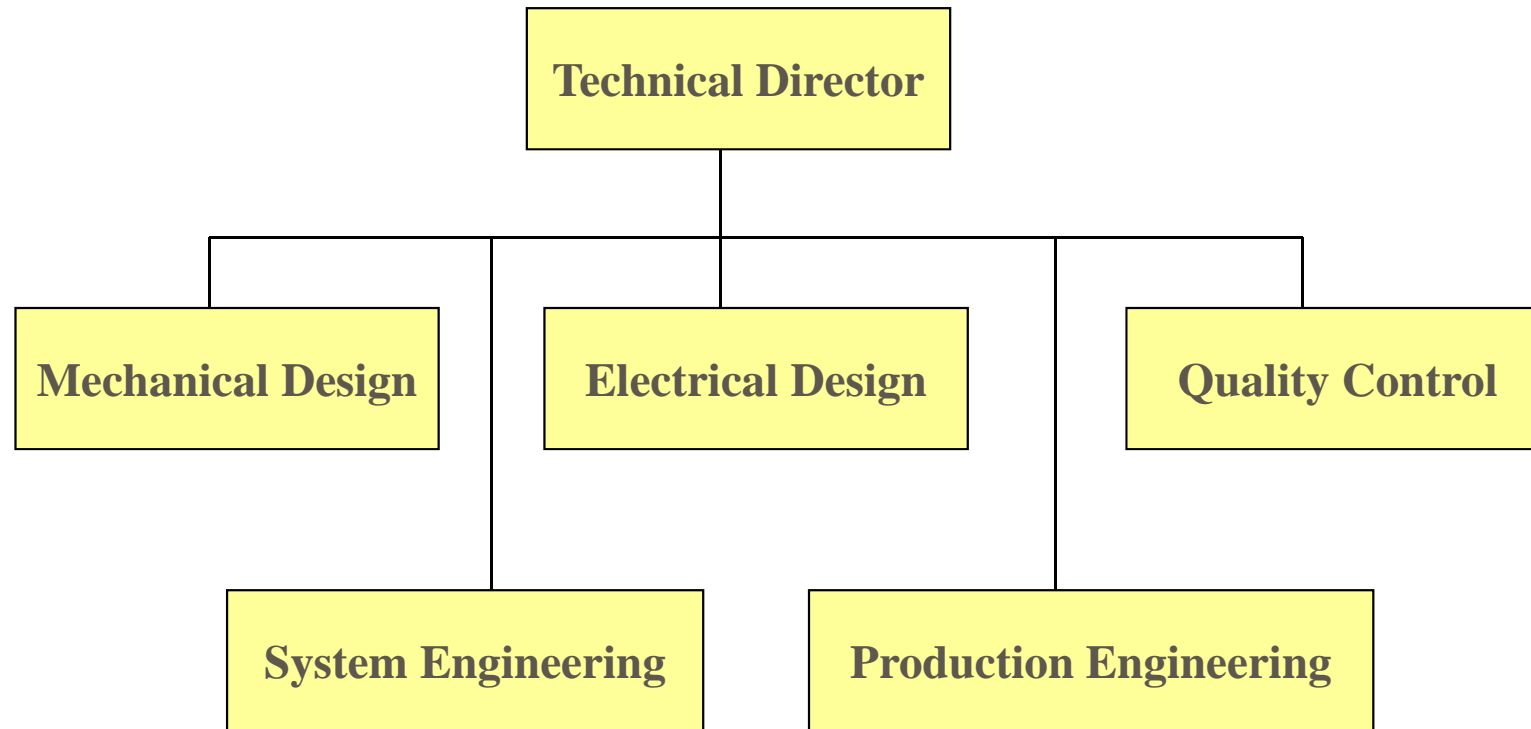 Technical Director
Mechanical Design
Electrical Design
Quality Control
System Engineering
Production Engineering